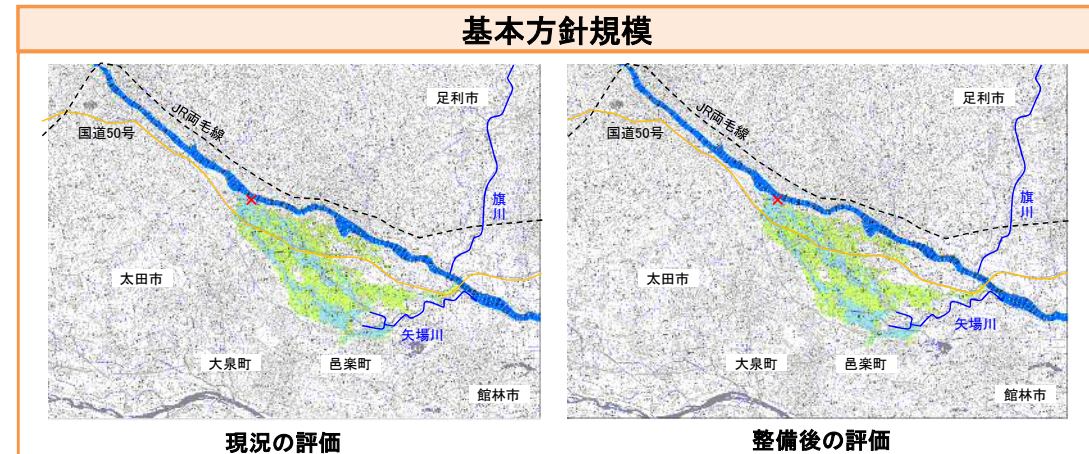 基本方針規模
足利市
JR両毛線
国道50号
旗川
太田市
矢場川
大泉町
邑楽町
館林市
現況の評価
足利市
JR両毛線
国道50号
旗川
太田市
矢場川
大泉町
邑楽町
館林市
整備後の評価